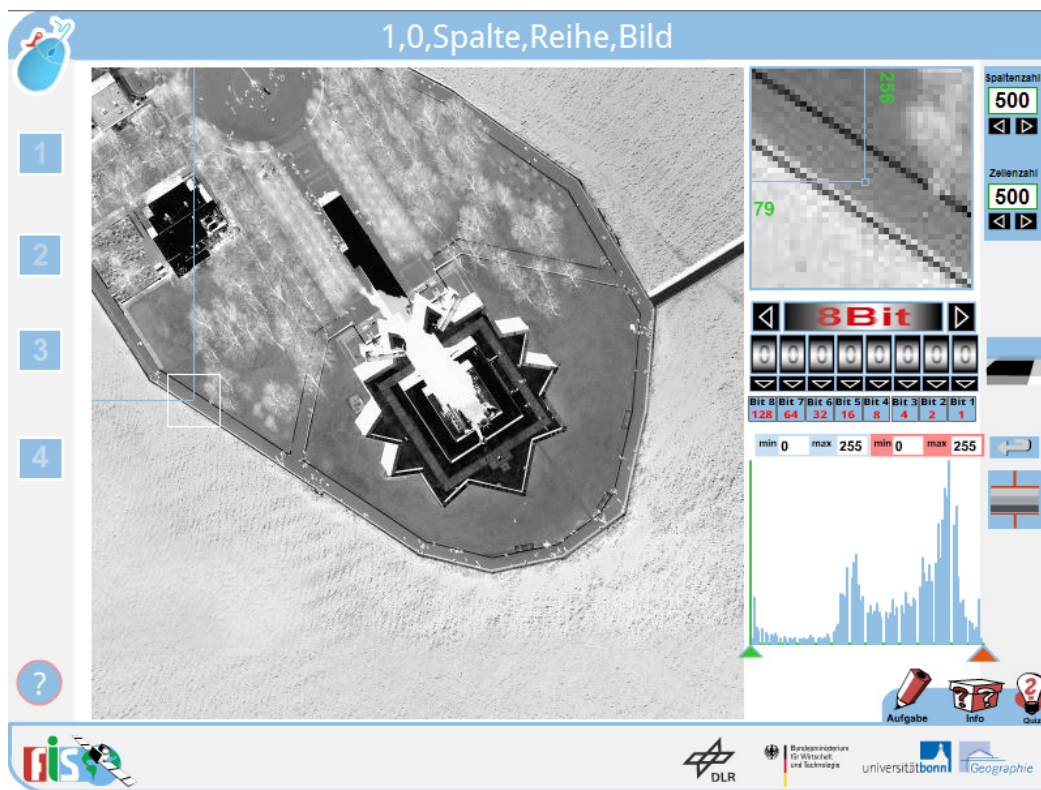 1,0,Spalte,Reihe,Bild
1
2
3
4
?
256
79
Spaltenzahl
500
Zeilenzahl
500
8Bit
0 0 0 0 0 0 0 0
Bit 8 Bit 7 Bit 6 Bit 5 Bit 4 Bit 3 Bit 2 Bit 1
128 64 32 16 8 4 2 1
min 0 max 255 min 0 max 255
Aufgabe
Info
Quiz
fis
DLR
Bundesministerium
für Wirtschaft
und Technologie
universitätbonn
Geographie